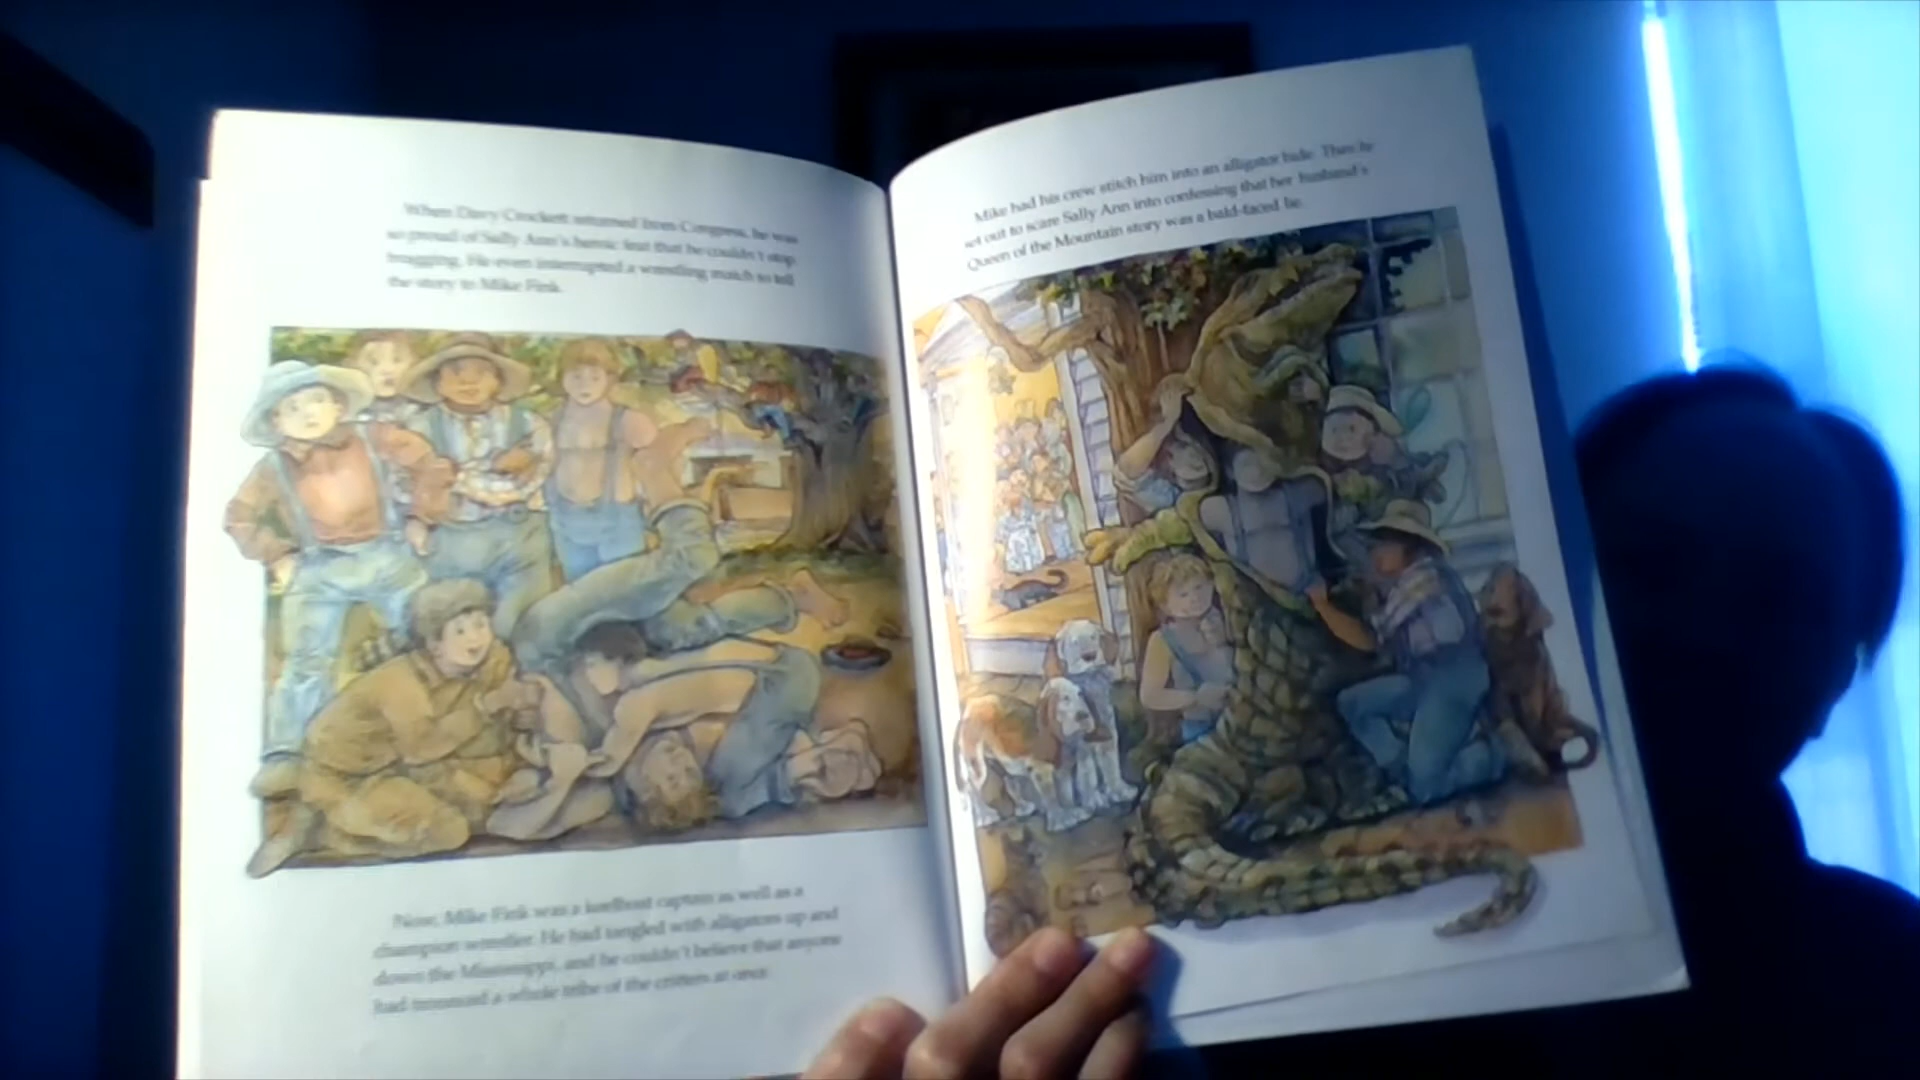 When Davy Crockett returned from Congress, he was
so proud of Sally Ann's heroic feat that he couldn't stop
bragging. He even interrupted a wrestling match to tell
the story to Mike Fink.
Now, Mike Fink was a keelboat captain as well as a
champion wrestler. He had tangled with alligators up and
down the Mississippi, and he couldn't believe that anyone
had trounced a whole tribe of the critters at once.
Mike had his crew stitch him into an alligator hide. Then he
set out to scare Sally Ann into confessing that her husband's
Queen of the Mountain story was a bald-faced lie.